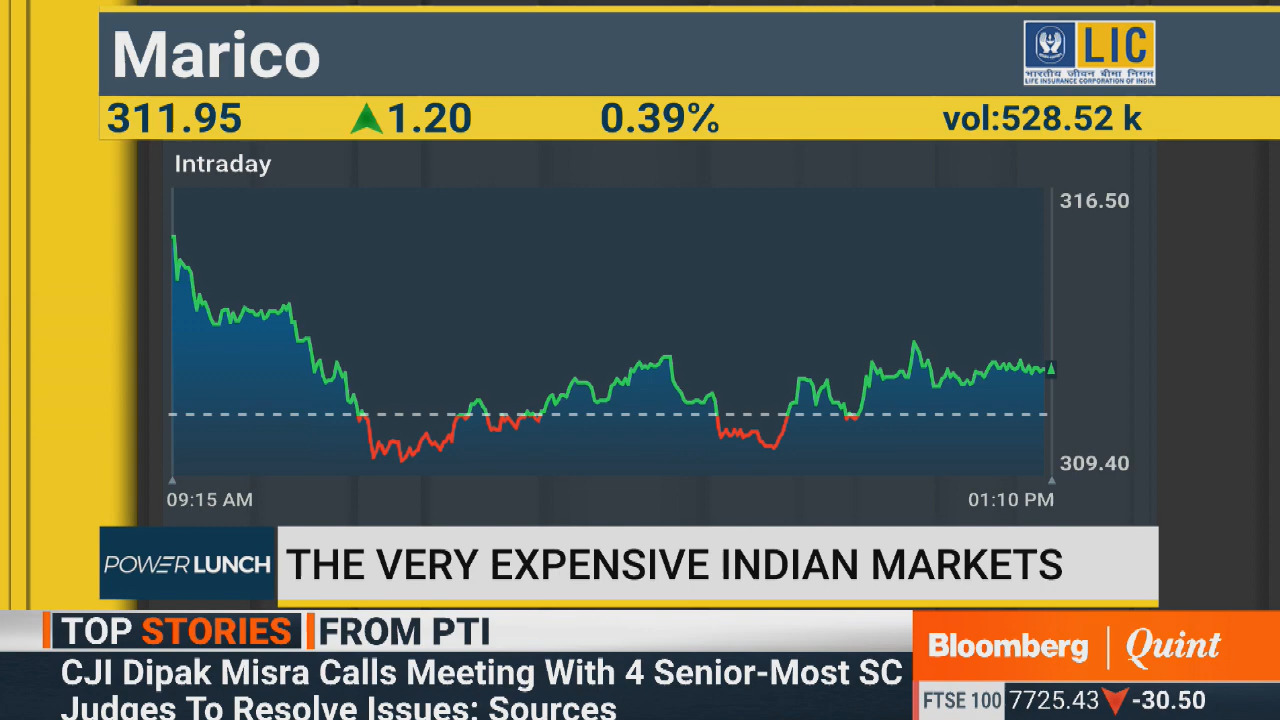 Marico
LIC
भारतीय जीवन बीमा निगम
LIFE INSURANCE CORPORATION OF INDIA
311.95 1.20 0.39% vol:528.52 k
Intraday
316.50
309.40
09:15 AM 01:10 PM
POWER LUNCH THE VERY EXPENSIVE INDIAN MARKETS
TOP STORIES FROM PTI
CJI Dipak Misra Calls Meeting With 4 Senior-Most SC
Judges To Resolve Issues: Sources
Bloomberg | Quint
FTSE 100 7725.43 -30.50